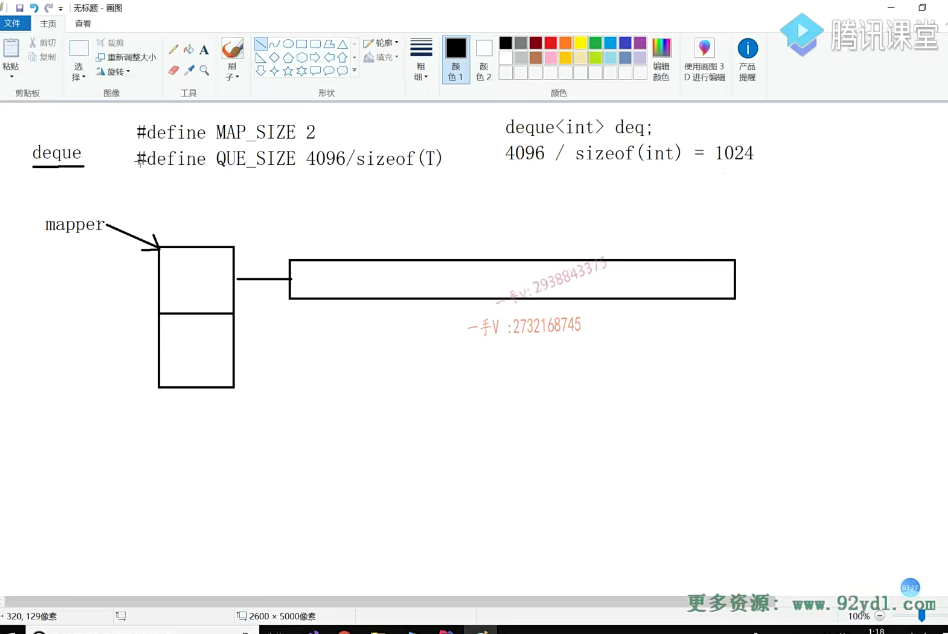 无标题 - 画图
文件 主页 查看
粘贴 剪切 复制 选择 裁剪 重新调整大小 旋转 刷子 轮廓 填充 粗细 颜色 1 颜色 2 编辑颜色 使用画图 3D 进行编辑 产品提醒
剪贴板 图像 工具 形状 颜色
腾讯课堂
#define MAP_SIZE 2
deque<int> deq;
deque
#define QUE_SIZE 4096/sizeof(T)
4096 / sizeof(int) = 1024
mapper
一手v: 2938843375
一手V :2732168745
03:27
更多资源: www.92yd1.com
320, 129像素
2600 × 5000像素
100%
1:18